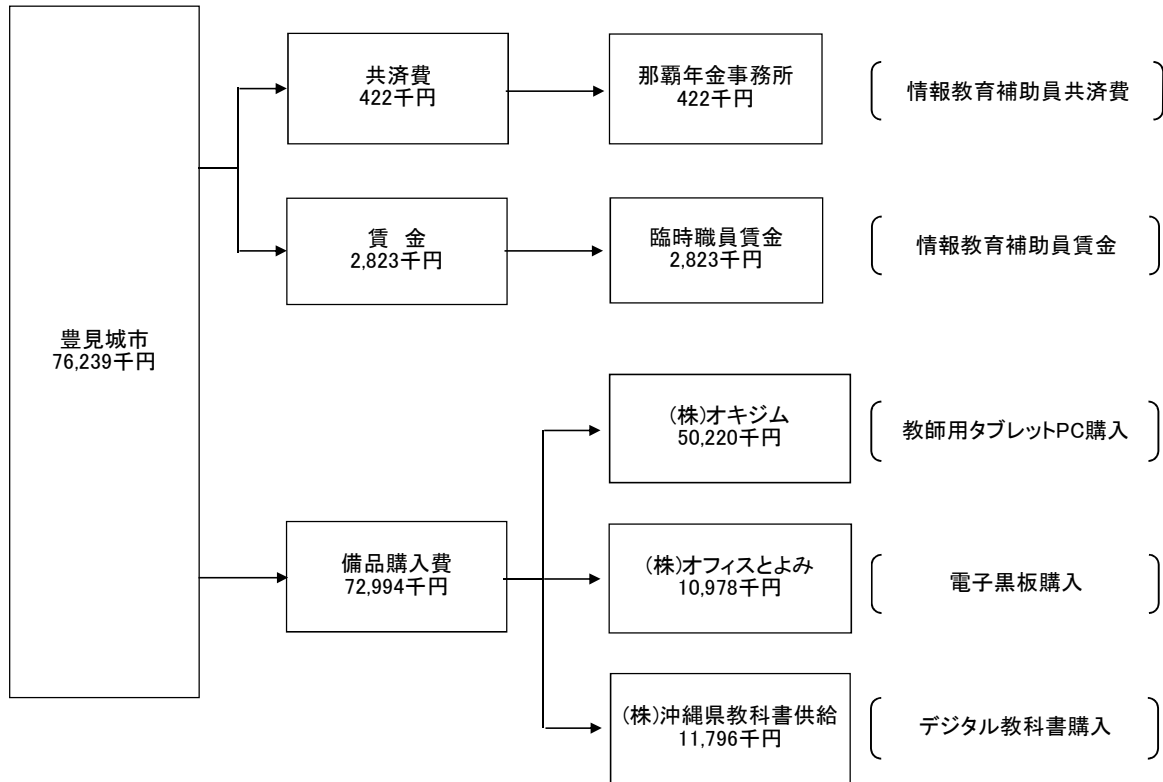 共済費
422千円
那覇年金事務所
422千円
情報教育補助員共済費
賃　金
2,823千円
臨時職員賃金
2,823千円
情報教育補助員賃金
豊見城市
76,239千円
(株)オキジム
50,220千円
教師用タブレットPC購入
備品購入費
72,994千円
(株)オフィスとよみ
10,978千円
電子黒板購入
(株)沖縄県教科書供給
11,796千円
デジタル教科書購入